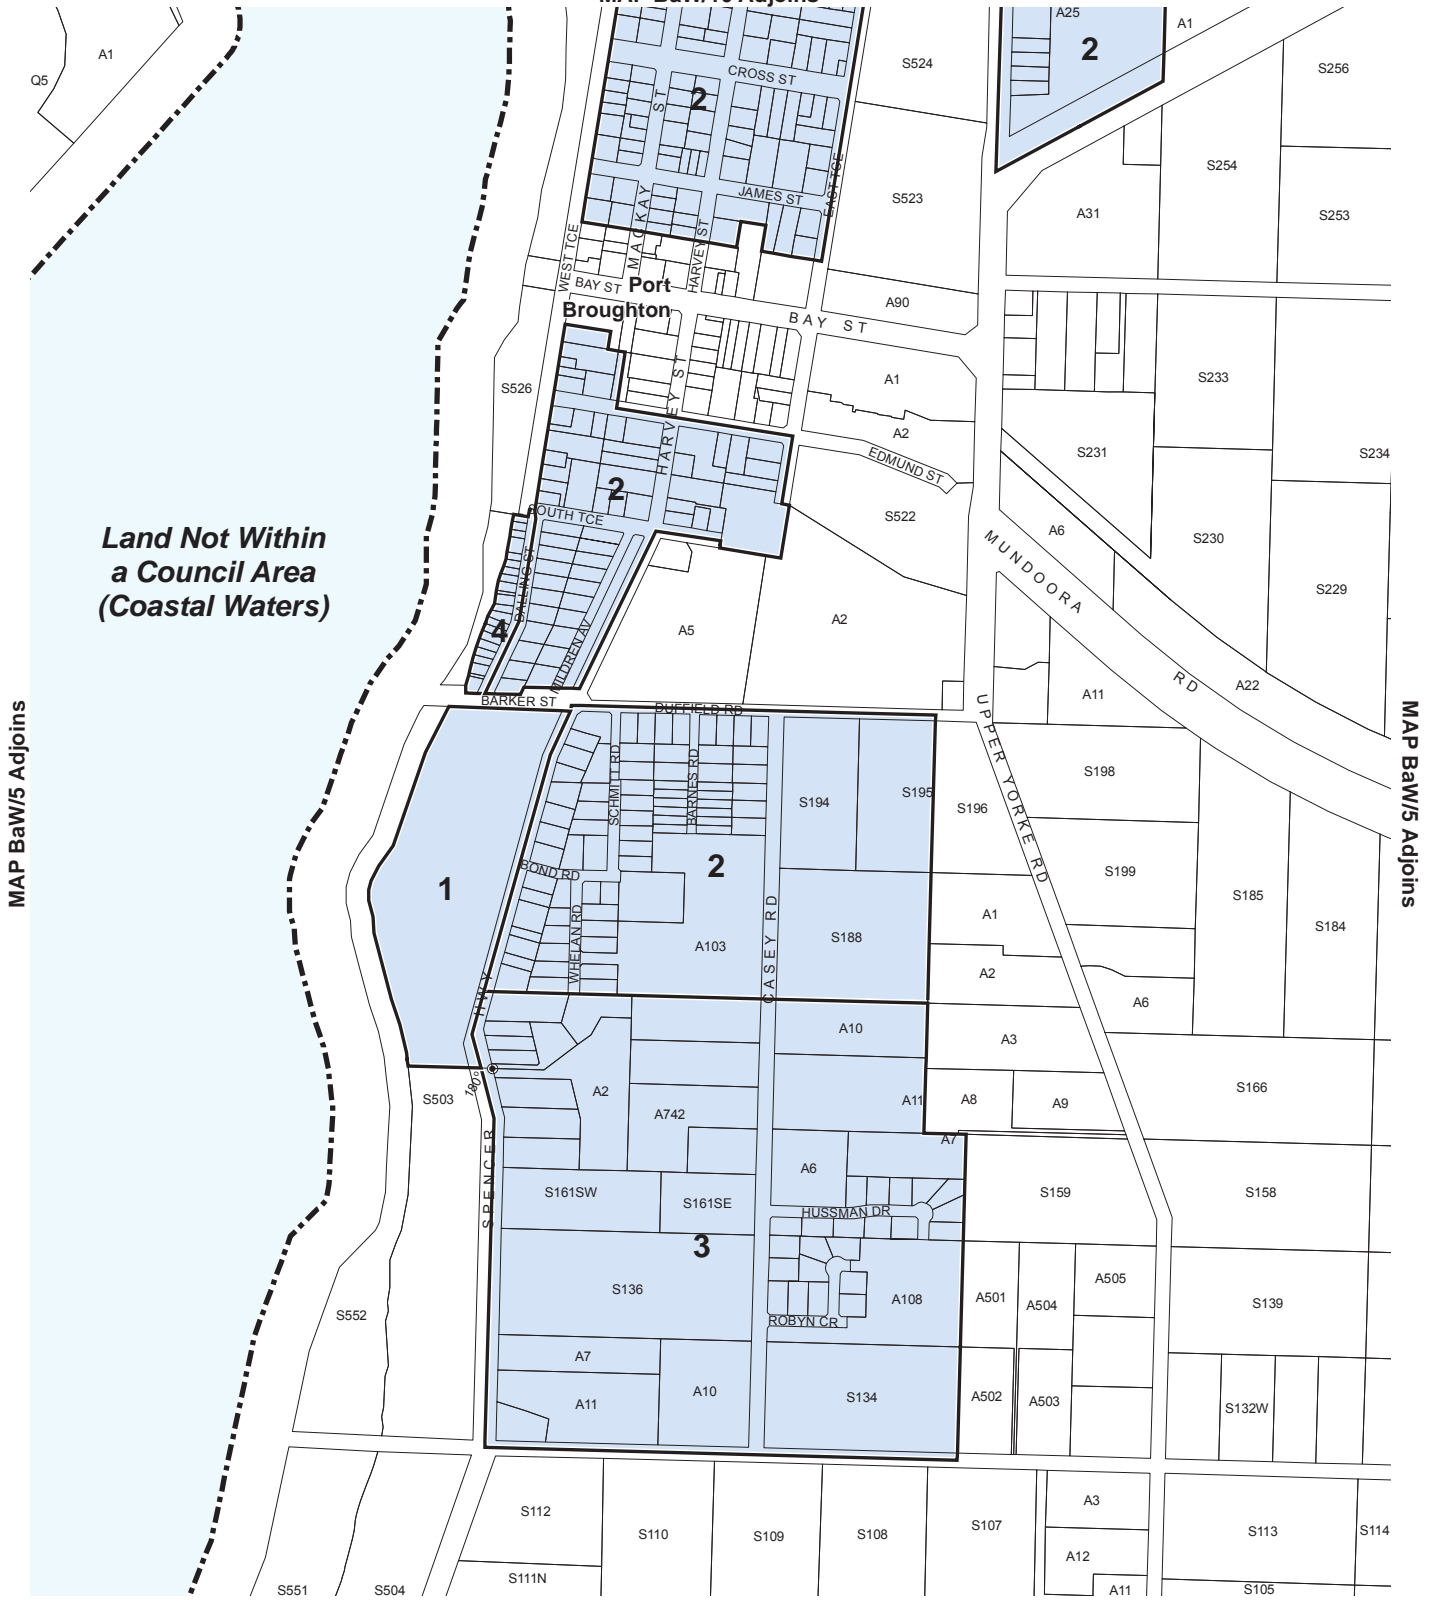 MAP BaW/10 Adjoins
A1
Q5
A25
2
A1
S524
S256
CROSS ST
2
ST
S254
EAST TCE
JAMES ST
S523
A31
S253
MACKAY
HARVEY ST
WEST TCE
BAY ST
Port
Broughton
A90
BAY ST
A1
S233
S526
HARVEY ST
A2
EDMUND ST
S231
S234
2
SOUTH TCE
S522
A6
S230
Land Not Within
a Council Area
(Coastal Waters)
MUNDOORA
RD
DALLING ST
S229
4
A5
A2
MILDREN AV
A22
A11
BARKER ST
DUFFIELD RD
UPPER YORKE RD
MAP BaW/5 Adjoins
MAP BaW/5 Adjoins
SCHMITT RD
BARNES RD
S194
S195
S196
S198
2
BOND RD
1
S199
S185
WHELAN RD
CASEY RD
A1
S184
A103
S188
A2
HWY
A6
A10
A3
180°
S503
A2
A742
A11
A8
A9
S166
SPENCER
A7
A6
S161SW
S161SE
S159
S158
HUSSMAN DR
3
S136
A108
A501
A504
A505
S139
S552
ROBYN CR
A7
A11
A10
S134
A502
A503
S132W
S112
S110
S109
S108
S107
A3
S113
S114
A12
S111N
S551
S504
A11
S105